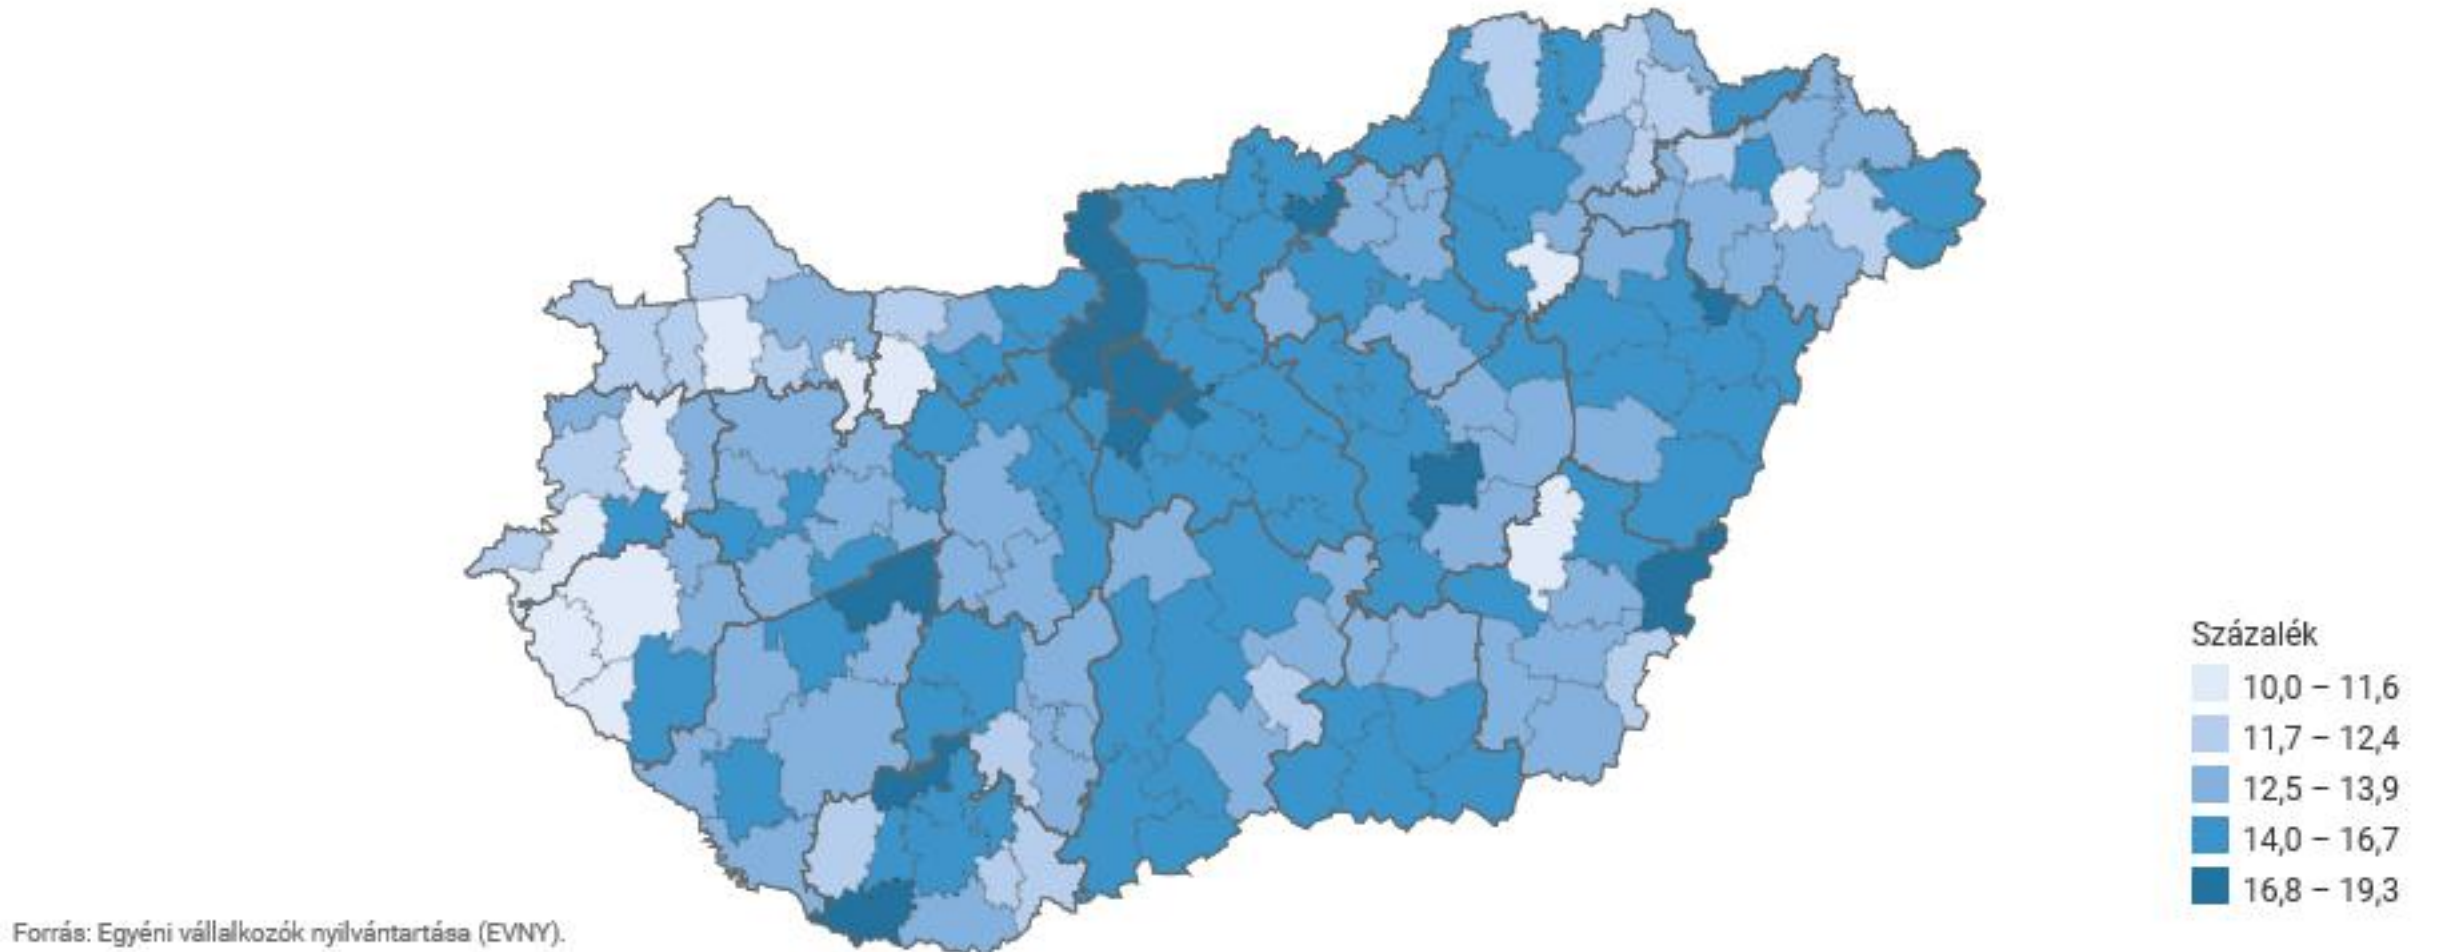 Százalék
10,0 – 11,6
11,7 – 12,4
12,5 – 13,9
14,0 – 16,7
16,8 – 19,3
Forrás: Egyéni vállalkozók nyilvántartása (EVNY).